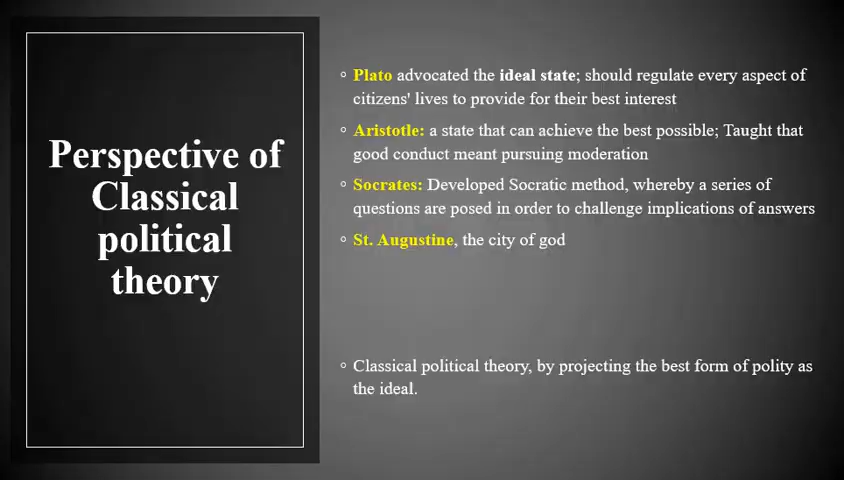 Perspective of
Classical
political
theory
Plato advocated the ideal state; should regulate every aspect of
citizens' lives to provide for their best interest
Aristotle: a state that can achieve the best possible; Taught that
good conduct meant pursuing moderation
Socrates: Developed Socratic method, whereby a series of
questions are posed in order to challenge implications of answers
St. Augustine, the city of god
Classical political theory, by projecting the best form of polity as
the ideal.